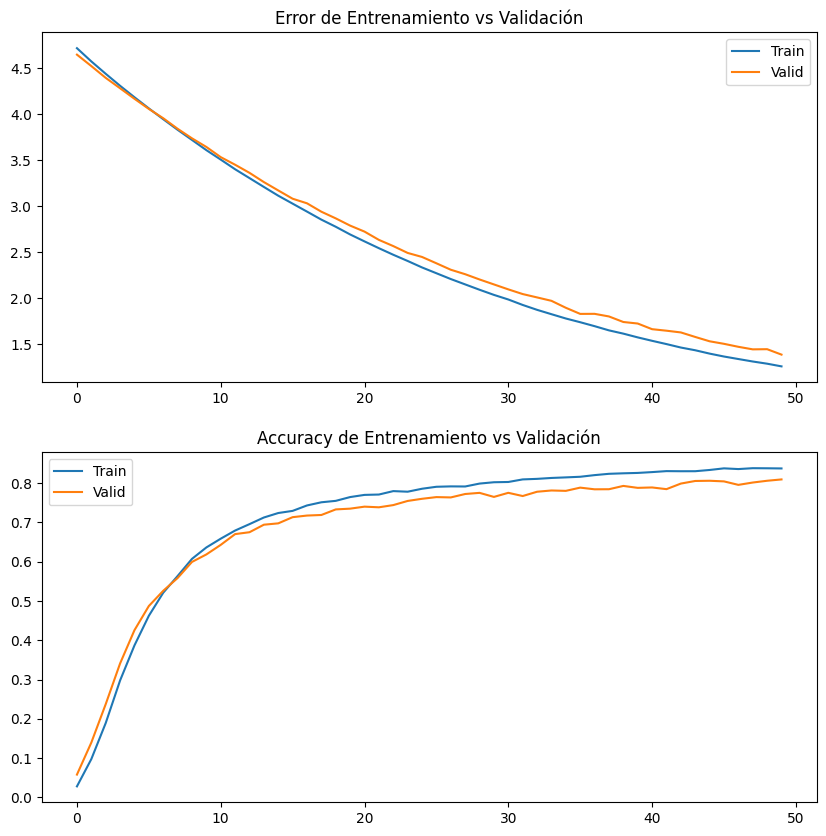 Error de Entrenamiento vs Validación
Train
Valid
4.5
4.0
3.5
3.0
2.5
2.0
1.5
0 10 20 30 40 50
Accuracy de Entrenamiento vs Validación
Train
Valid
0.8
0.7
0.6
0.5
0.4
0.3
0.2
0.1
0.0
0 10 20 30 40 50